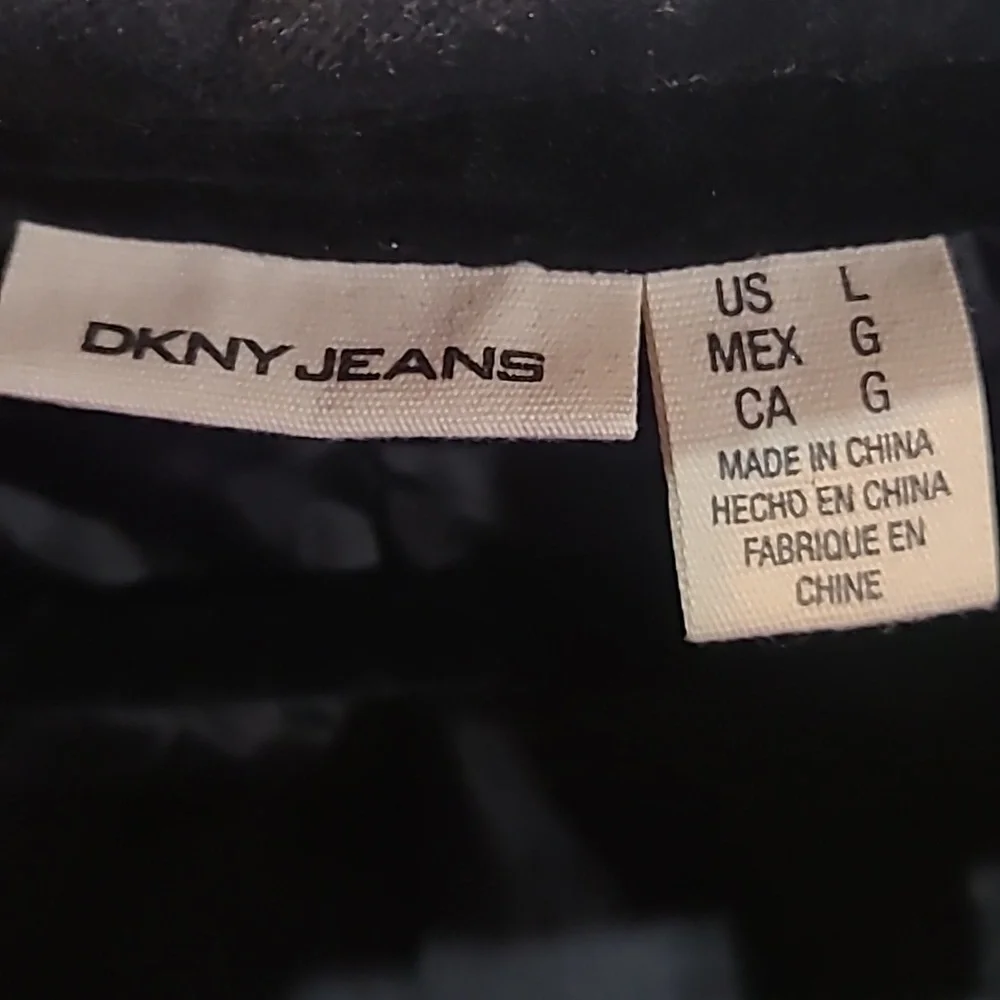 DKNY JEANS
US L
MEX G
CA G
MADE IN CHINA
HECHO EN CHINA
FABRIQUE EN
CHINE